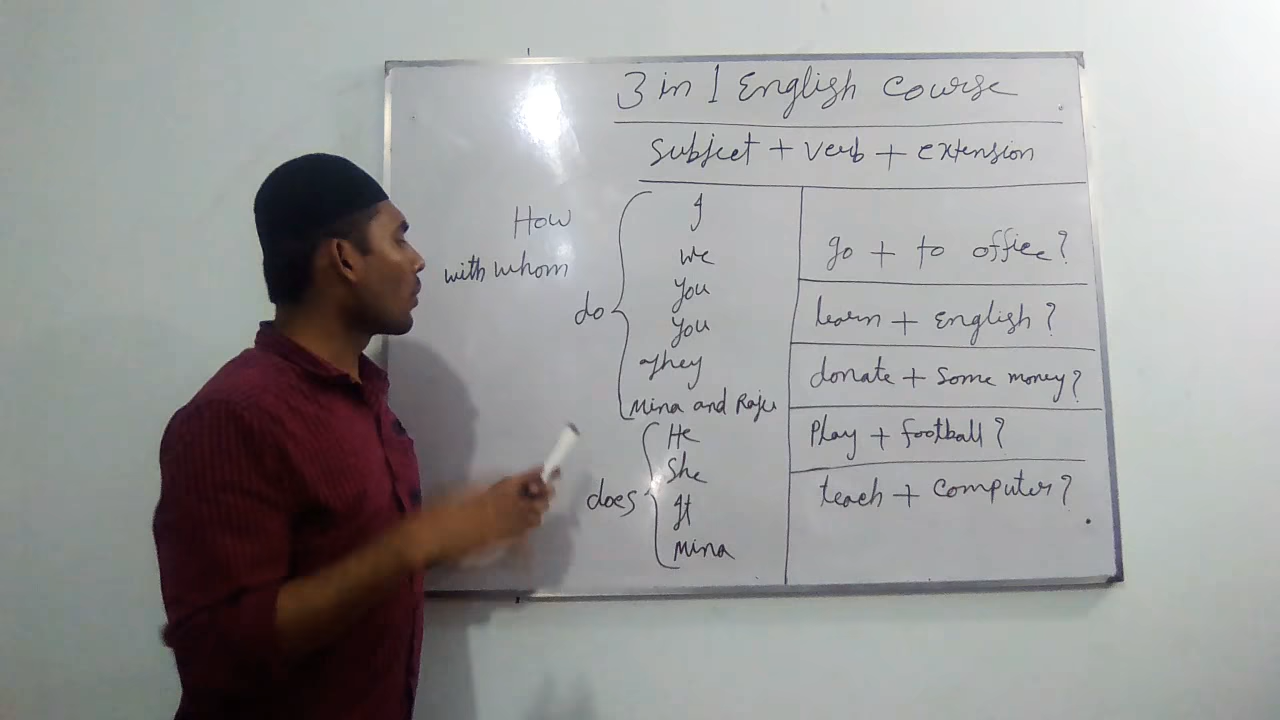 3 in 1 English Course
Subject + verb + extension
How
with whom
do
I
we
You
You
They
Mina and Raju
does
He
She
It
Mina
go + to office?
learn + English?
donate + some money?
Play + football?
teach + computer?